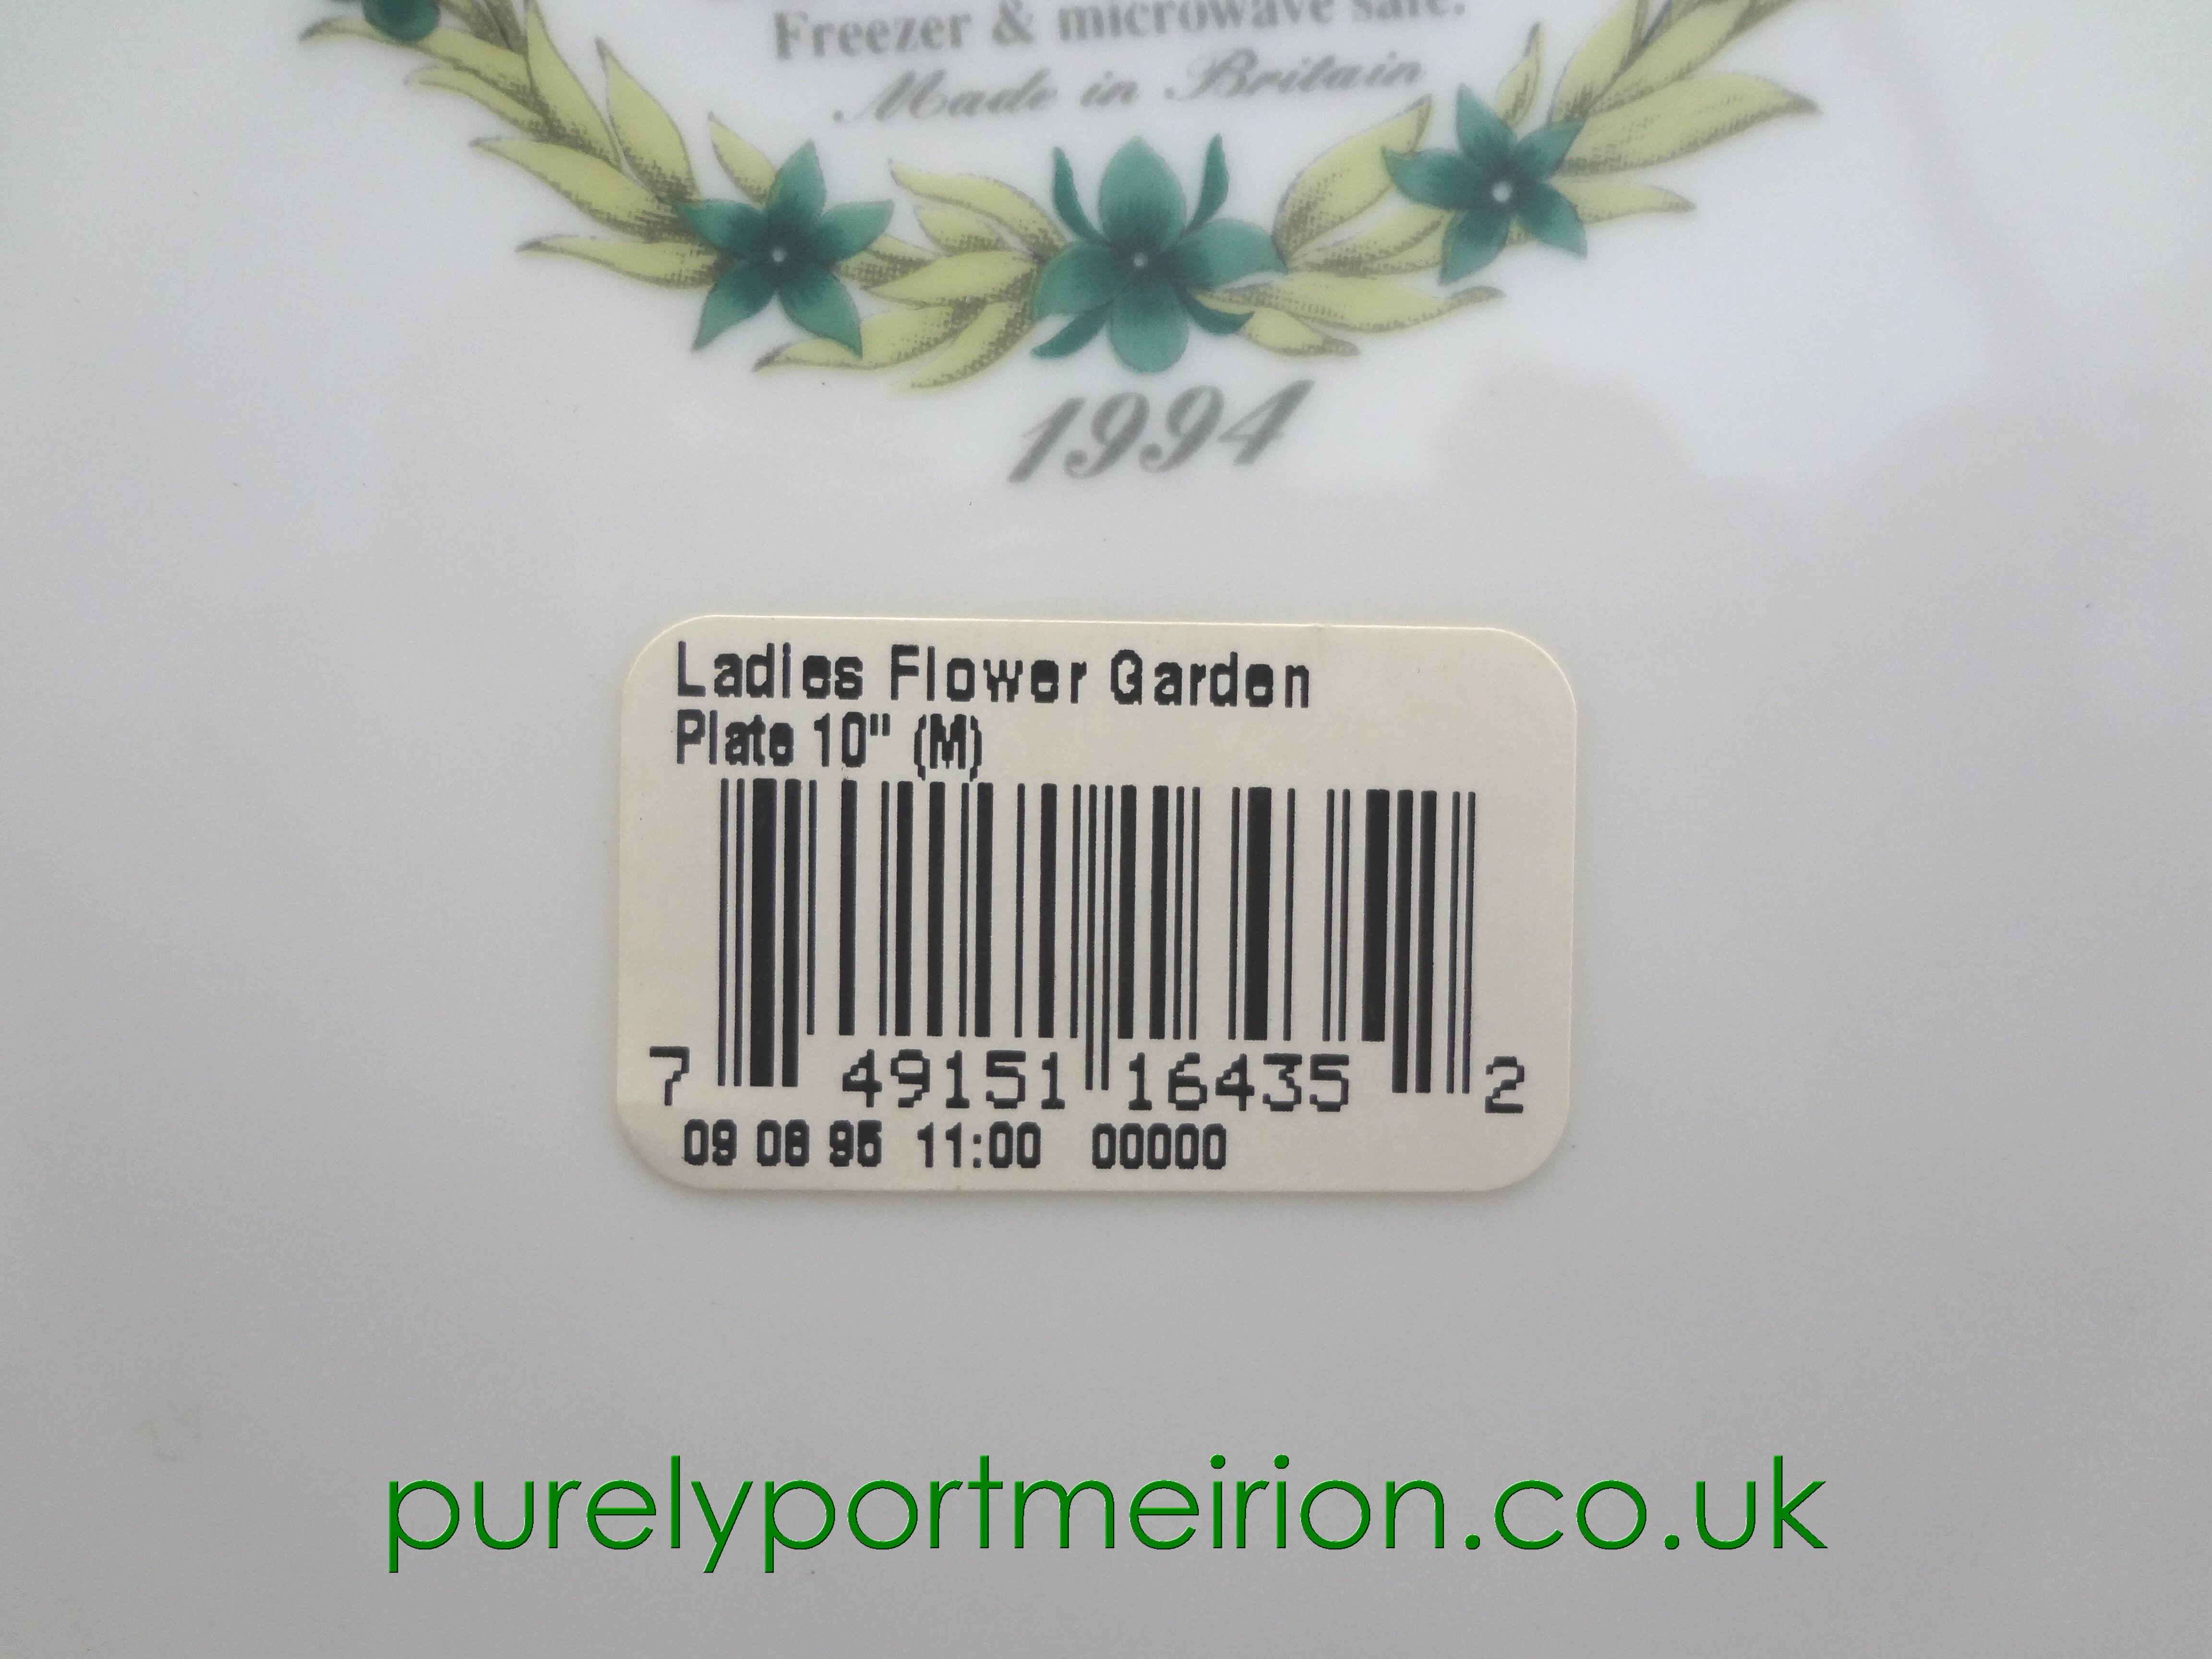 Freezer & microwave safe.
Made in Britain
1994
Ladies Flower Garden
Plate 10" (M)
7 49151 16435 2
09 08 95 11:00 00000
purelyportmeirion.co.uk